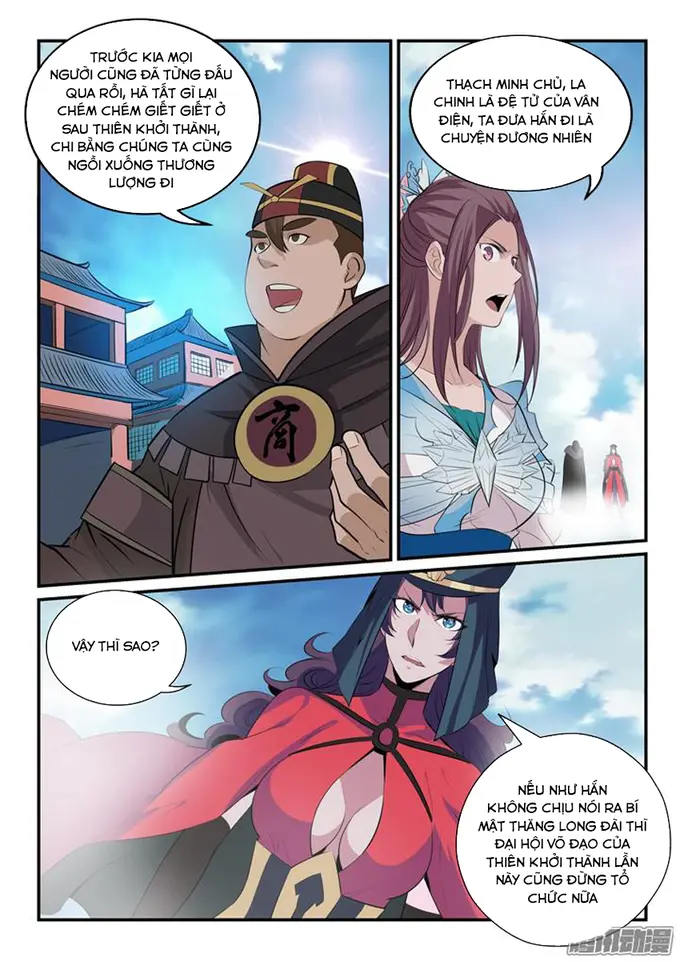 TRƯỚC KIA MỌI
NGƯỜI CŨNG ĐÃ TỪNG ĐẤU
QUA RỒI, HÀ TẤT GÌ LẠI
CHÉM CHÉM GIẾT GIẾT Ở
SAU THIÊN KHỞI THÀNH,
CHI BẰNG CHÚNG TA CÙNG
NGỒI XUỐNG THƯƠNG
LƯỢNG ĐI
THẠCH MINH CHỦ, LA
CHINH LÀ ĐỆ TỬ CỦA VÂN
ĐIỆN, TA ĐƯA HẮN ĐI LÀ
CHUYỆN ĐƯƠNG NHIÊN
商
VẬY THÌ SAO?
NẾU NHƯ HẮN
KHÔNG CHỊU NÓI RA BÍ
MẬT THĂNG LONG ĐÀI THÌ
ĐẠI HỘI VÕ ĐẠO CỦA
THIÊN KHỞI THÀNH LẦN
NÀY CŨNG ĐỪNG TỔ
CHỨC NỮA